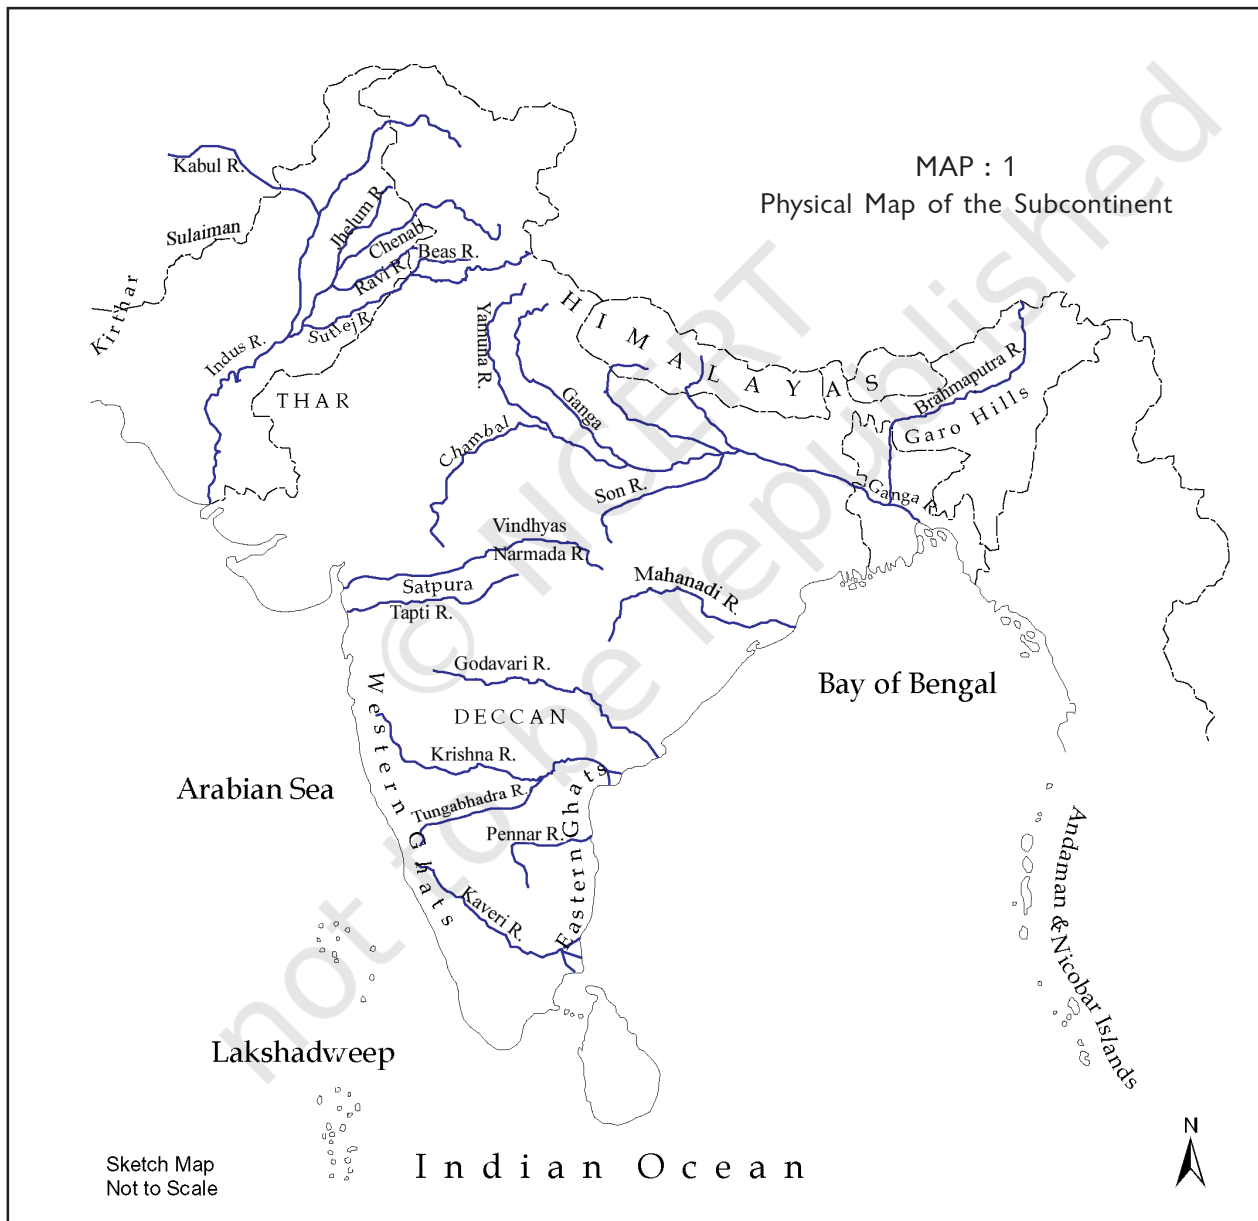 MAP : 1
Physical Map of the Subcontinent
Kabul R.
Sulaiman
Kirthar
Jhelum R.
Chenab
Ravi R.
Beas R.
Sutlej R.
Indus R.
THAR
Yamuna R.
Ganga
Chambal
HIMALAYAS
Brahmaputra R.
Garo Hills
Ganga R.
Son R.
Vindhyas
Narmada R.
Satpura
Tapti R.
Mahanadi R.
Godavari R.
DECCAN
Western Ghats
Krishna R.
Tungabhadra R.
Pennar R.
Eastern Ghats
Kaveri R.
Bay of Bengal
Arabian Sea
Andaman & Nicobar Islands
Lakshadweep
Indian Ocean
Sketch Map
Not to Scale
N
© NCERT
not to be republished